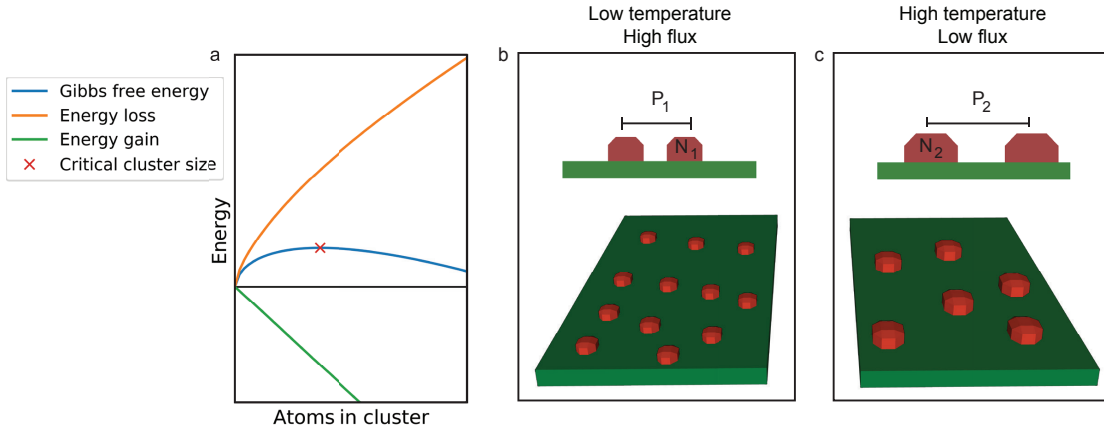 Low temperature
High flux
High temperature
Low flux
a
b
c
Gibbs free energy
Energy loss
Energy gain
Critical cluster size
Energy
Atoms in cluster
P1
N1
P2
N2